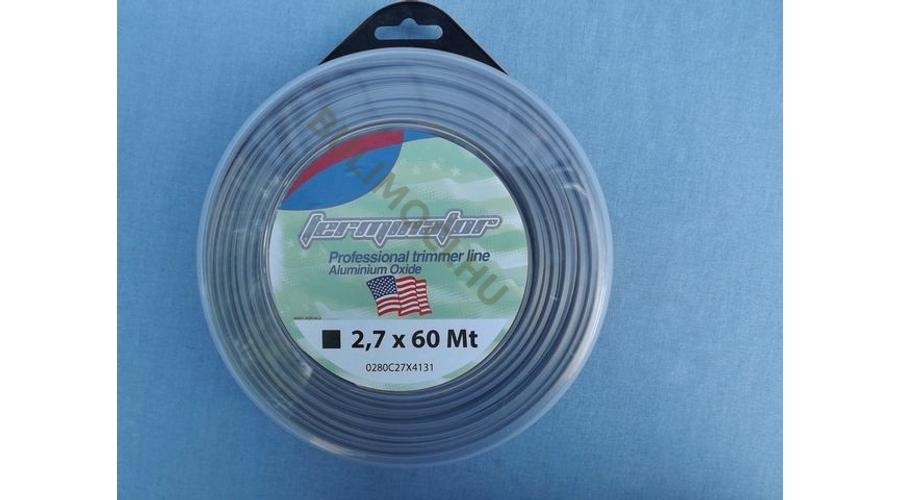 terminator
Professional trimmer line
Aluminium Oxide
2,7 x 60 Mt
0280C27X4131